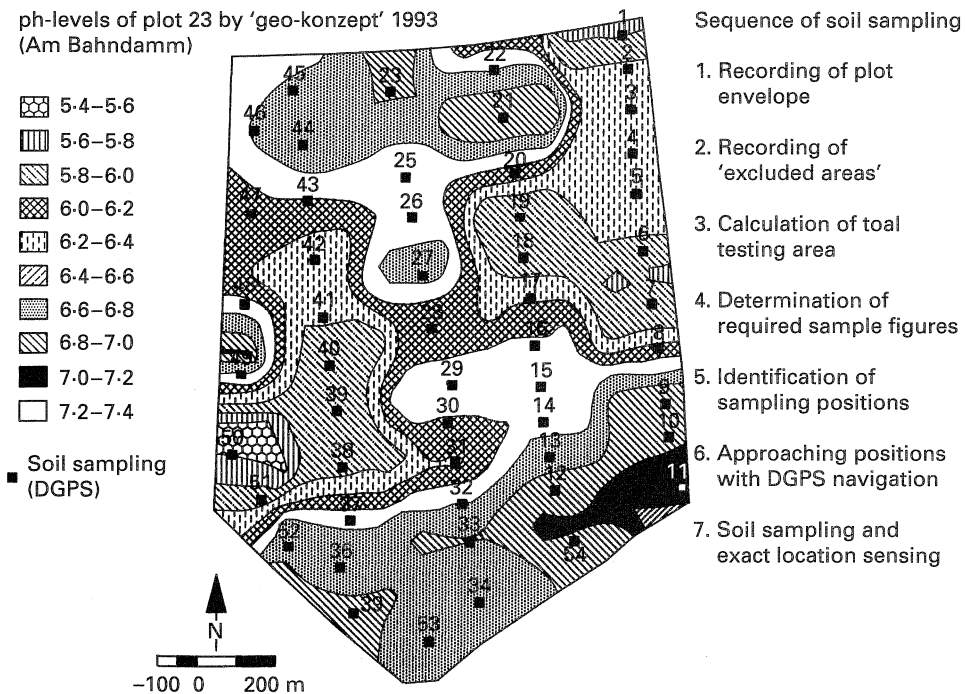 ph-levels of plot 23 by ‘geo-konzept’ 1993
(Am Bahndamm)
5·4–5·6
5·6–5·8
5·8–6·0
6·0–6·2
6·2–6·4
6·4–6·6
6·6–6·8
6·8–7·0
7·0–7·2
7·2–7·4
Soil sampling
(DGPS)
1
2
3
4
5
6
7
8
9
10
11
12
13
14
15
16
17
18
19
20
21
22
23
25
26
27
29
30
31
32
33
34
36
38
39
40
41
42
43
44
45
46
47
50
51
52
53
54
N
–100 0 200 m
Sequence of soil sampling
1. Recording of plot
envelope
2. Recording of
‘excluded areas’
3. Calculation of toal
testing area
4. Determination of
required sample figures
5. Identification of
sampling positions
6. Approaching positions
with DGPS navigation
7. Soil sampling and
exact location sensing